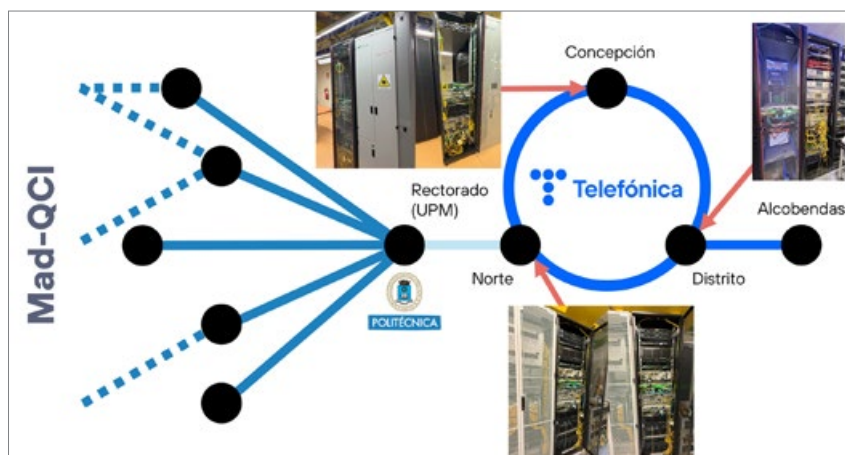 Concepción
Rectorado
(UPM)
Telefónica
Alcobendas
Mad-QCI
Norte
Distrito
POLITÉCNICA